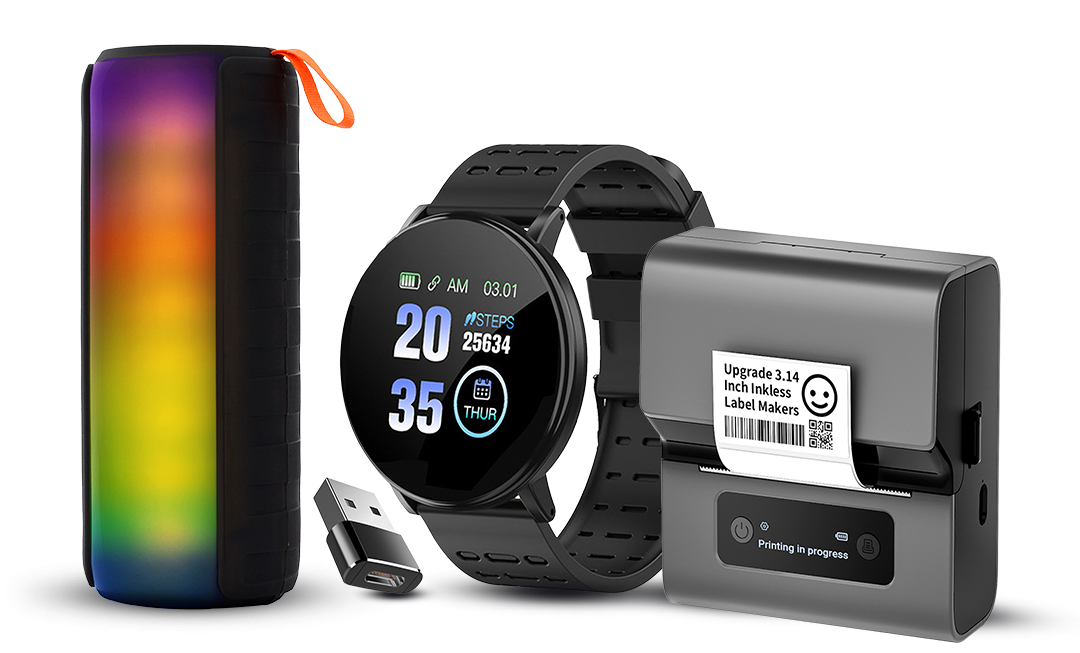 AM 03.01
20
STEPS
25634
35
THUR
Upgrade 3.14
Inch Inkless
Label Makers
Printing in progress